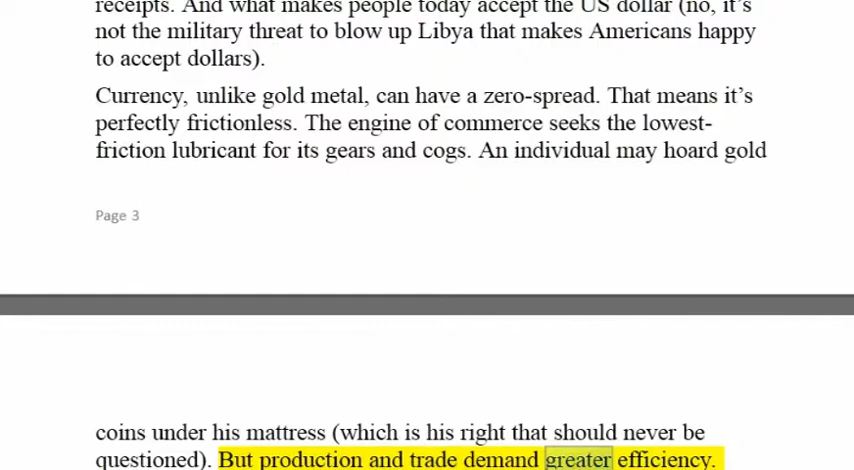 receipts. And what makes people today accept the US dollar (no, it's
not the military threat to blow up Libya that makes Americans happy
to accept dollars).
Currency, unlike gold metal, can have a zero-spread. That means it's
perfectly frictionless. The engine of commerce seeks the lowest-
friction lubricant for its gears and cogs. An individual may hoard gold
Page 3
coins under his mattress (which is his right that should never be
questioned). But production and trade demand greater efficiency.